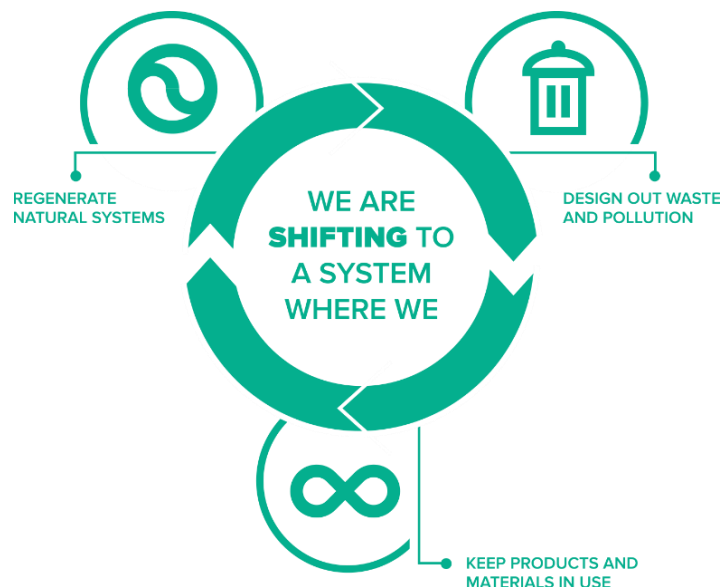 REGENERATE
NATURAL SYSTEMS
WE ARE
SHIFTING TO
A SYSTEM
WHERE WE
DESIGN OUT WASTE
AND POLLUTION
KEEP PRODUCTS AND
MATERIALS IN USE